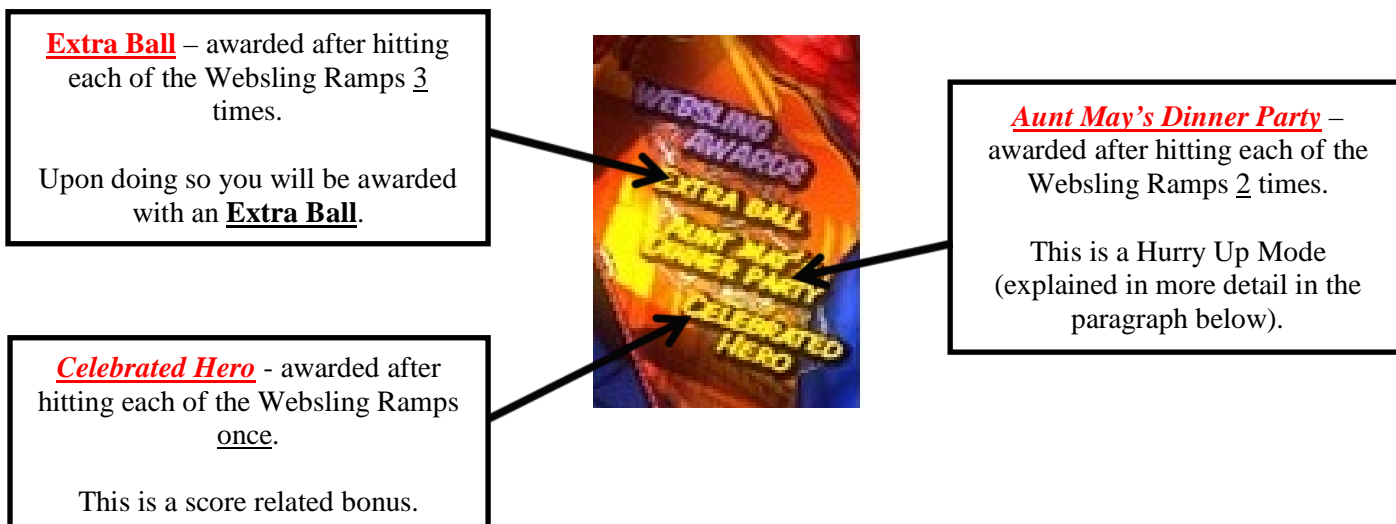 Extra Ball – awarded after hitting
each of the Websling Ramps 3
times.
Upon doing so you will be awarded
with an Extra Ball.
Celebrated Hero - awarded after
hitting each of the Websling Ramps
once.
This is a score related bonus.
WEBSLING
AWARDS
EXTRA BALL
AUNT MAY'S
DINNER PARTY
CELEBRATED
HERO
Aunt May’s Dinner Party –
awarded after hitting each of the
Websling Ramps 2 times.
This is a Hurry Up Mode
(explained in more detail in the
paragraph below).